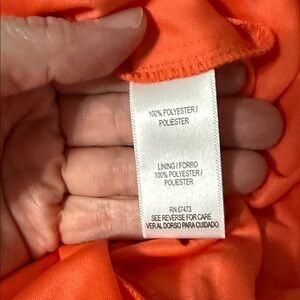 100% POLYESTER /
POLIESTER
LINING / FORRO
100% POLYESTER /
POLIESTER
RN 67473
SEE REVERSE FOR CARE
VER AL DORSO PARA CUIDADO